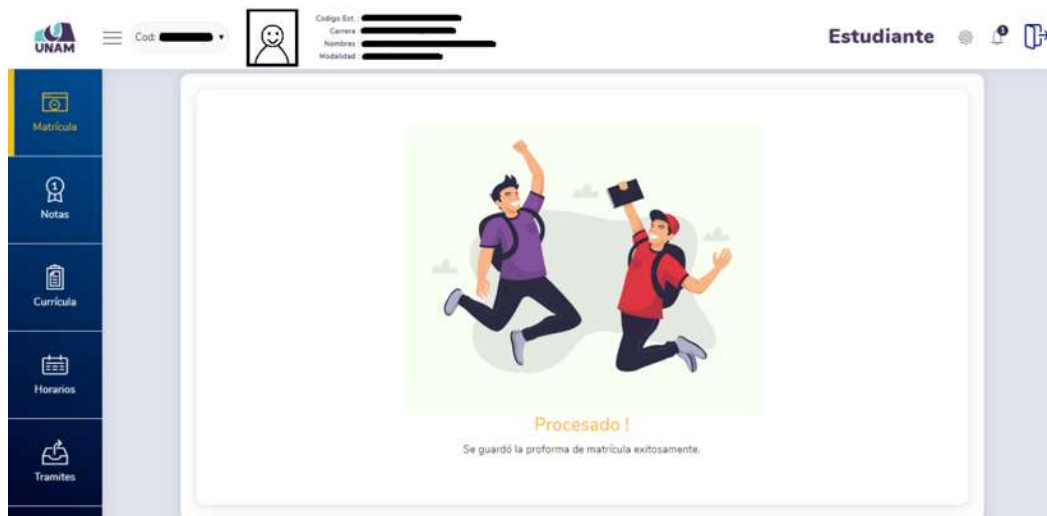 UNAM
Cod:
Codigo Est.
Carrera
Nombres
Modalidad
Estudiante
Matrícula
Notas
Currícula
Horarios
Tramites
Procesado !
Se guardó la proforma de matrícula exitosamente.